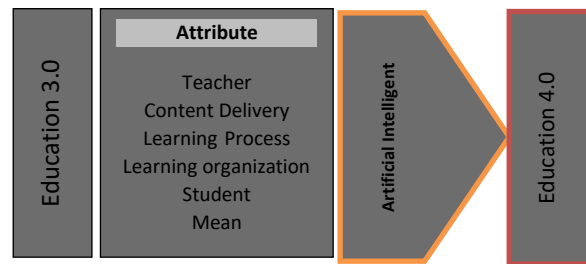 Education 3.0
Attribute
Teacher
Content Delivery
Learning Process
Learning organization
Student
Mean
Artificial Intelligent
Education 4.0